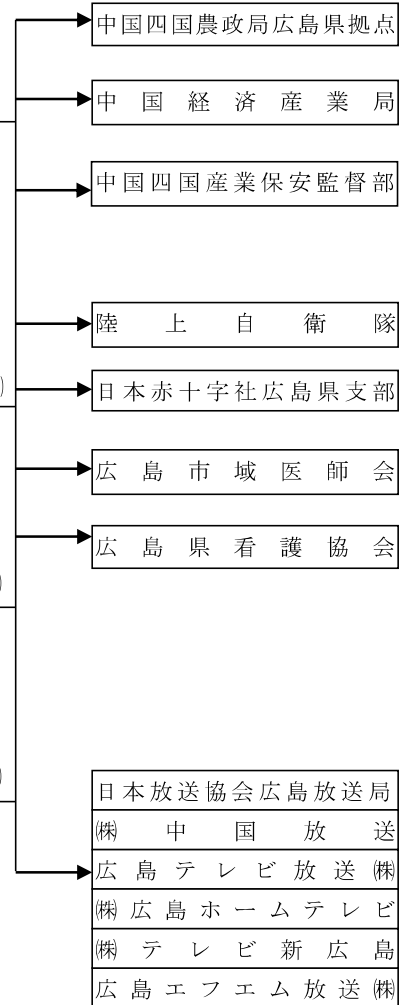 中国四国農政局広島県拠点
中国経済産業局
中国四国産業保安監督部
陸上自衛隊
)
日本赤十字社広島県支部
広島市域医師会
広島県看護協会
)
)
日本放送協会広島放送局
㈱中国放送
広島テレビ放送㈱
㈱広島ホームテレビ
㈱テレビ新広島
広島エフエム放送㈱